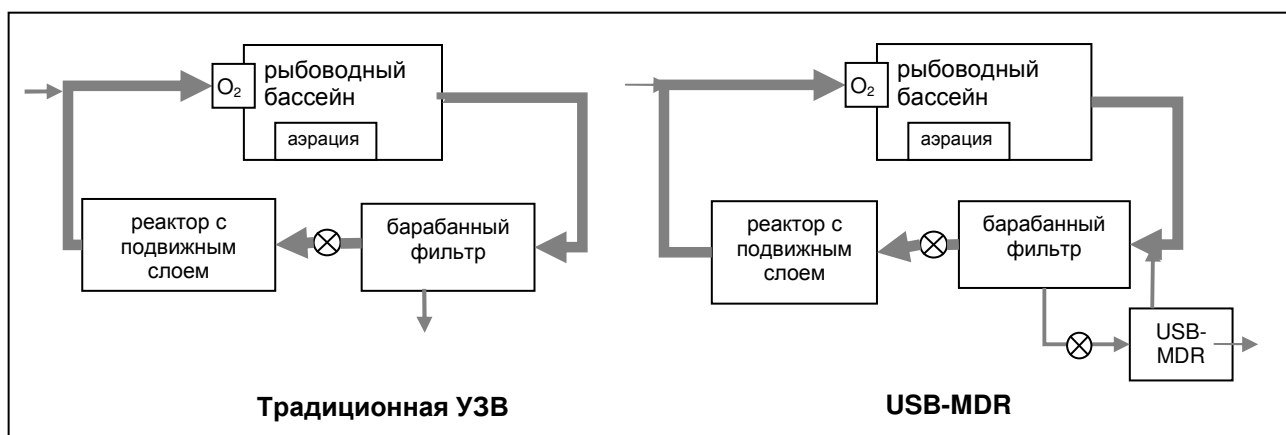 O₂
рыбоводный
бассейн
аэрация
реактор с
подвижным
слоем
барабанный
фильтр
Традиционная УЗВ
O₂
рыбоводный
бассейн
аэрация
реактор с
подвижным
слоем
барабанный
фильтр
USB-
MDR
USB-MDR